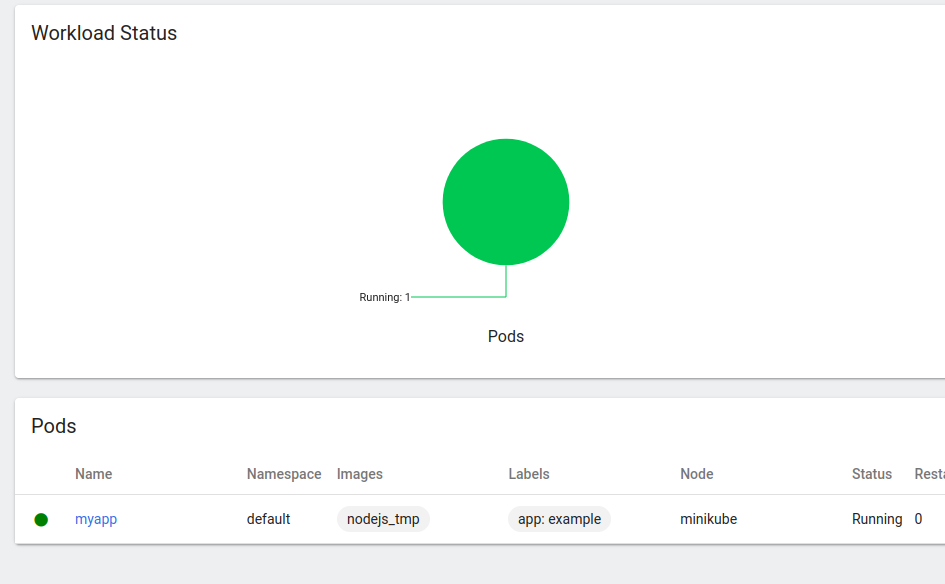 Workload Status
Running: 1
Pods
Pods
Name Namespace Images Labels Node Status Resta
myapp default nodejs_tmp app: example minikube Running 0